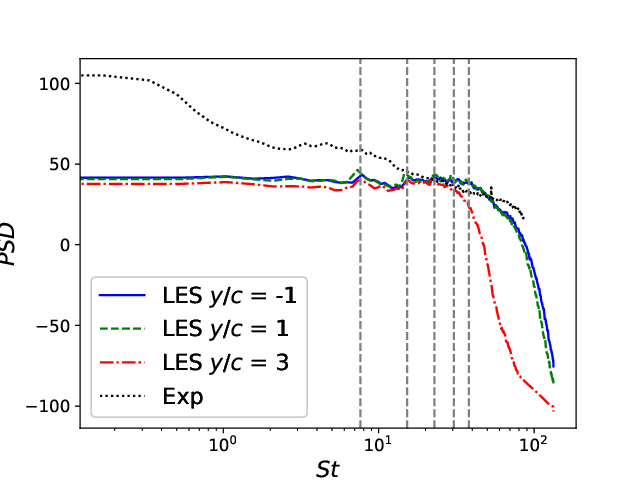 100
50
0
−50
−100
PSD
LES y/c = -1
LES y/c = 1
LES y/c = 3
Exp
10⁰
10¹
10²
St